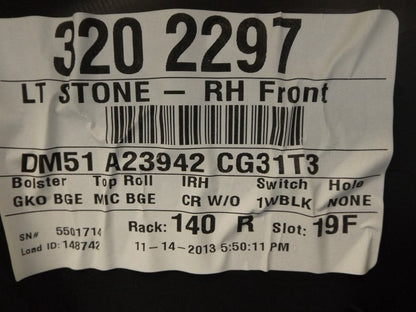 320 2297
LT STONE – RH Front
DM51 A23942 CG31T3
Bolster Top Roll IRH Switch Hole
GKO BGE MIC BGE CR W/O 1WBLK NONE
SN# 5501714 Rack: 140 R Slot: 19F
Load ID: 148742 11-14-2013 5:50:11 PM